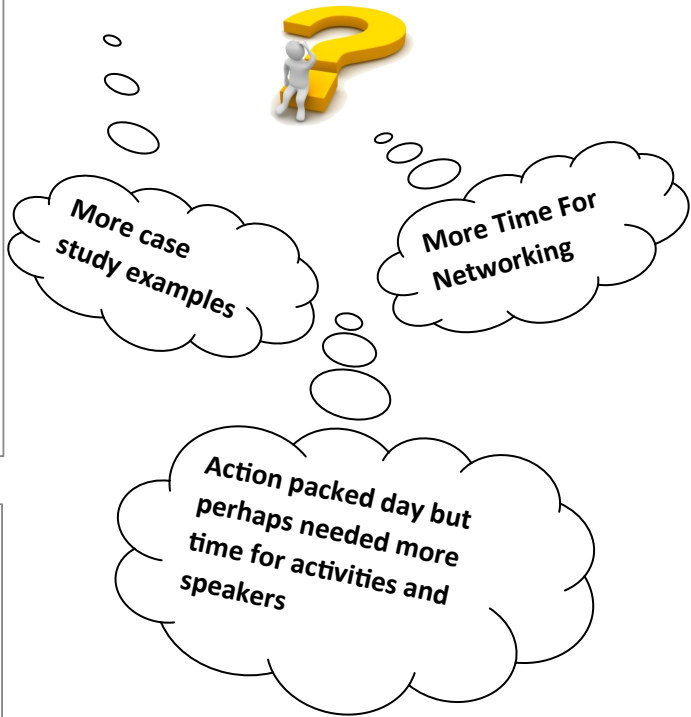 More case
study examples
More Time For
Networking
Action packed day but
perhaps needed more
time for activities and
speakers